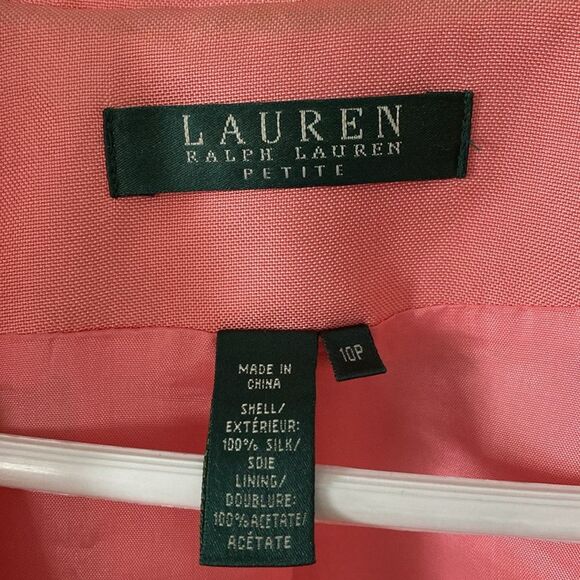 LAUREN
RALPH LAUREN
PETITE
10P
MADE IN
CHINA
SHELL/
EXTÉRIEUR:
100% SILK/
SOIE
LINING/
DOUBLURE:
100% ACETATE/
ACÉTATE